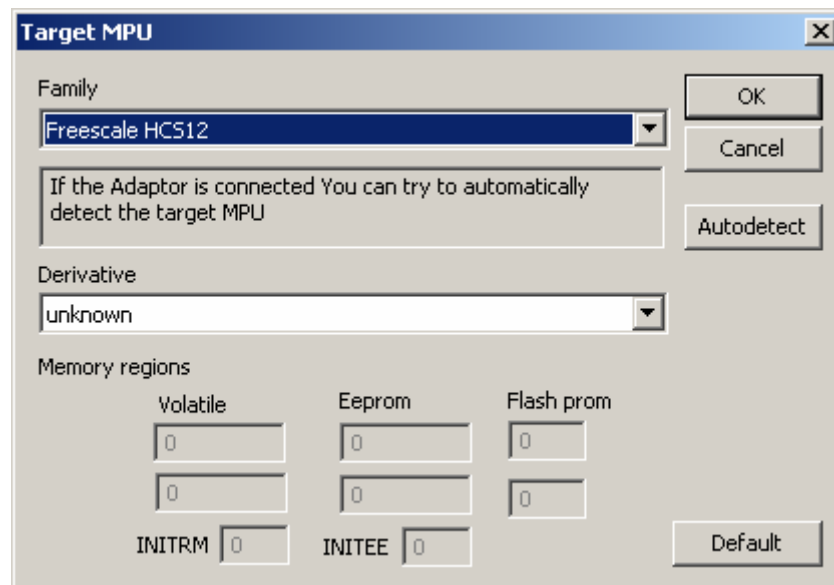 Target MPU
Family
OK
Freescale HCS12
Cancel
If the Adaptor is connected You can try to automatically
detect the target MPU
Autodetect
Derivative
unknown
Memory regions
Volatile Eeprom Flash prom
0 0 0
0 0 0
INITRM 0 INITEE 0 Default